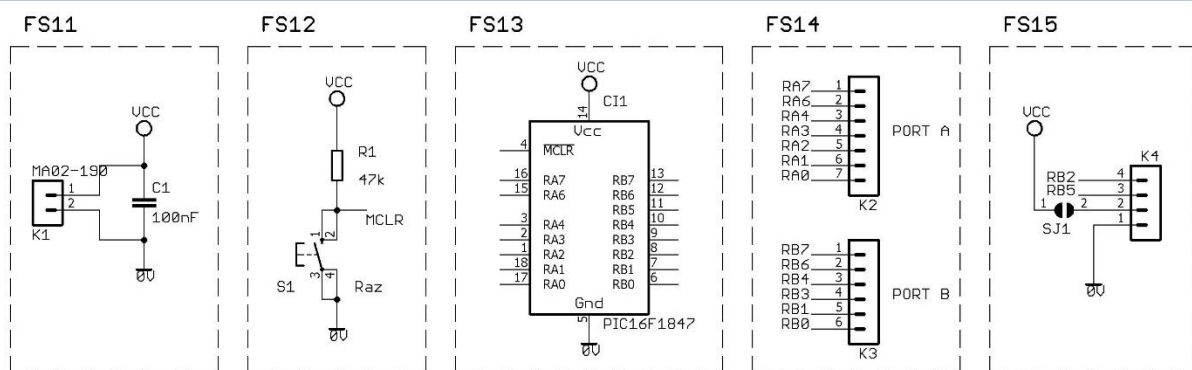 FS11
VCC
MA02-190
1
2
K1
C1
100nF
0V
FS12
VCC
R1
47k
MCLR
1
2
3
4
S1
Raz
0V
FS13
VCC
14
CI1
Vcc
4 MCLR
16 RA7 RB7 13
15 RA6 RB6 12
RB5 11
3 RA4 RB4 10
2 RA3 RB3 9
1 RA2 RB2 8
18 RA1 RB1 7
17 RA0 RB0 6
Gnd
5
PIC16F1847
0V
FS14
RA7 1
RA6 2
RA4 3
RA3 4
RA2 5
RA1 6
RA0 7
PORT A
K2
RB7 1
RB6 2
RB4 3
RB3 4
RB1 5
RB0 6
PORT B
K3
FS15
VCC
K4
RB2 4
RB5 3
1 2 2
SJ1
1
0V